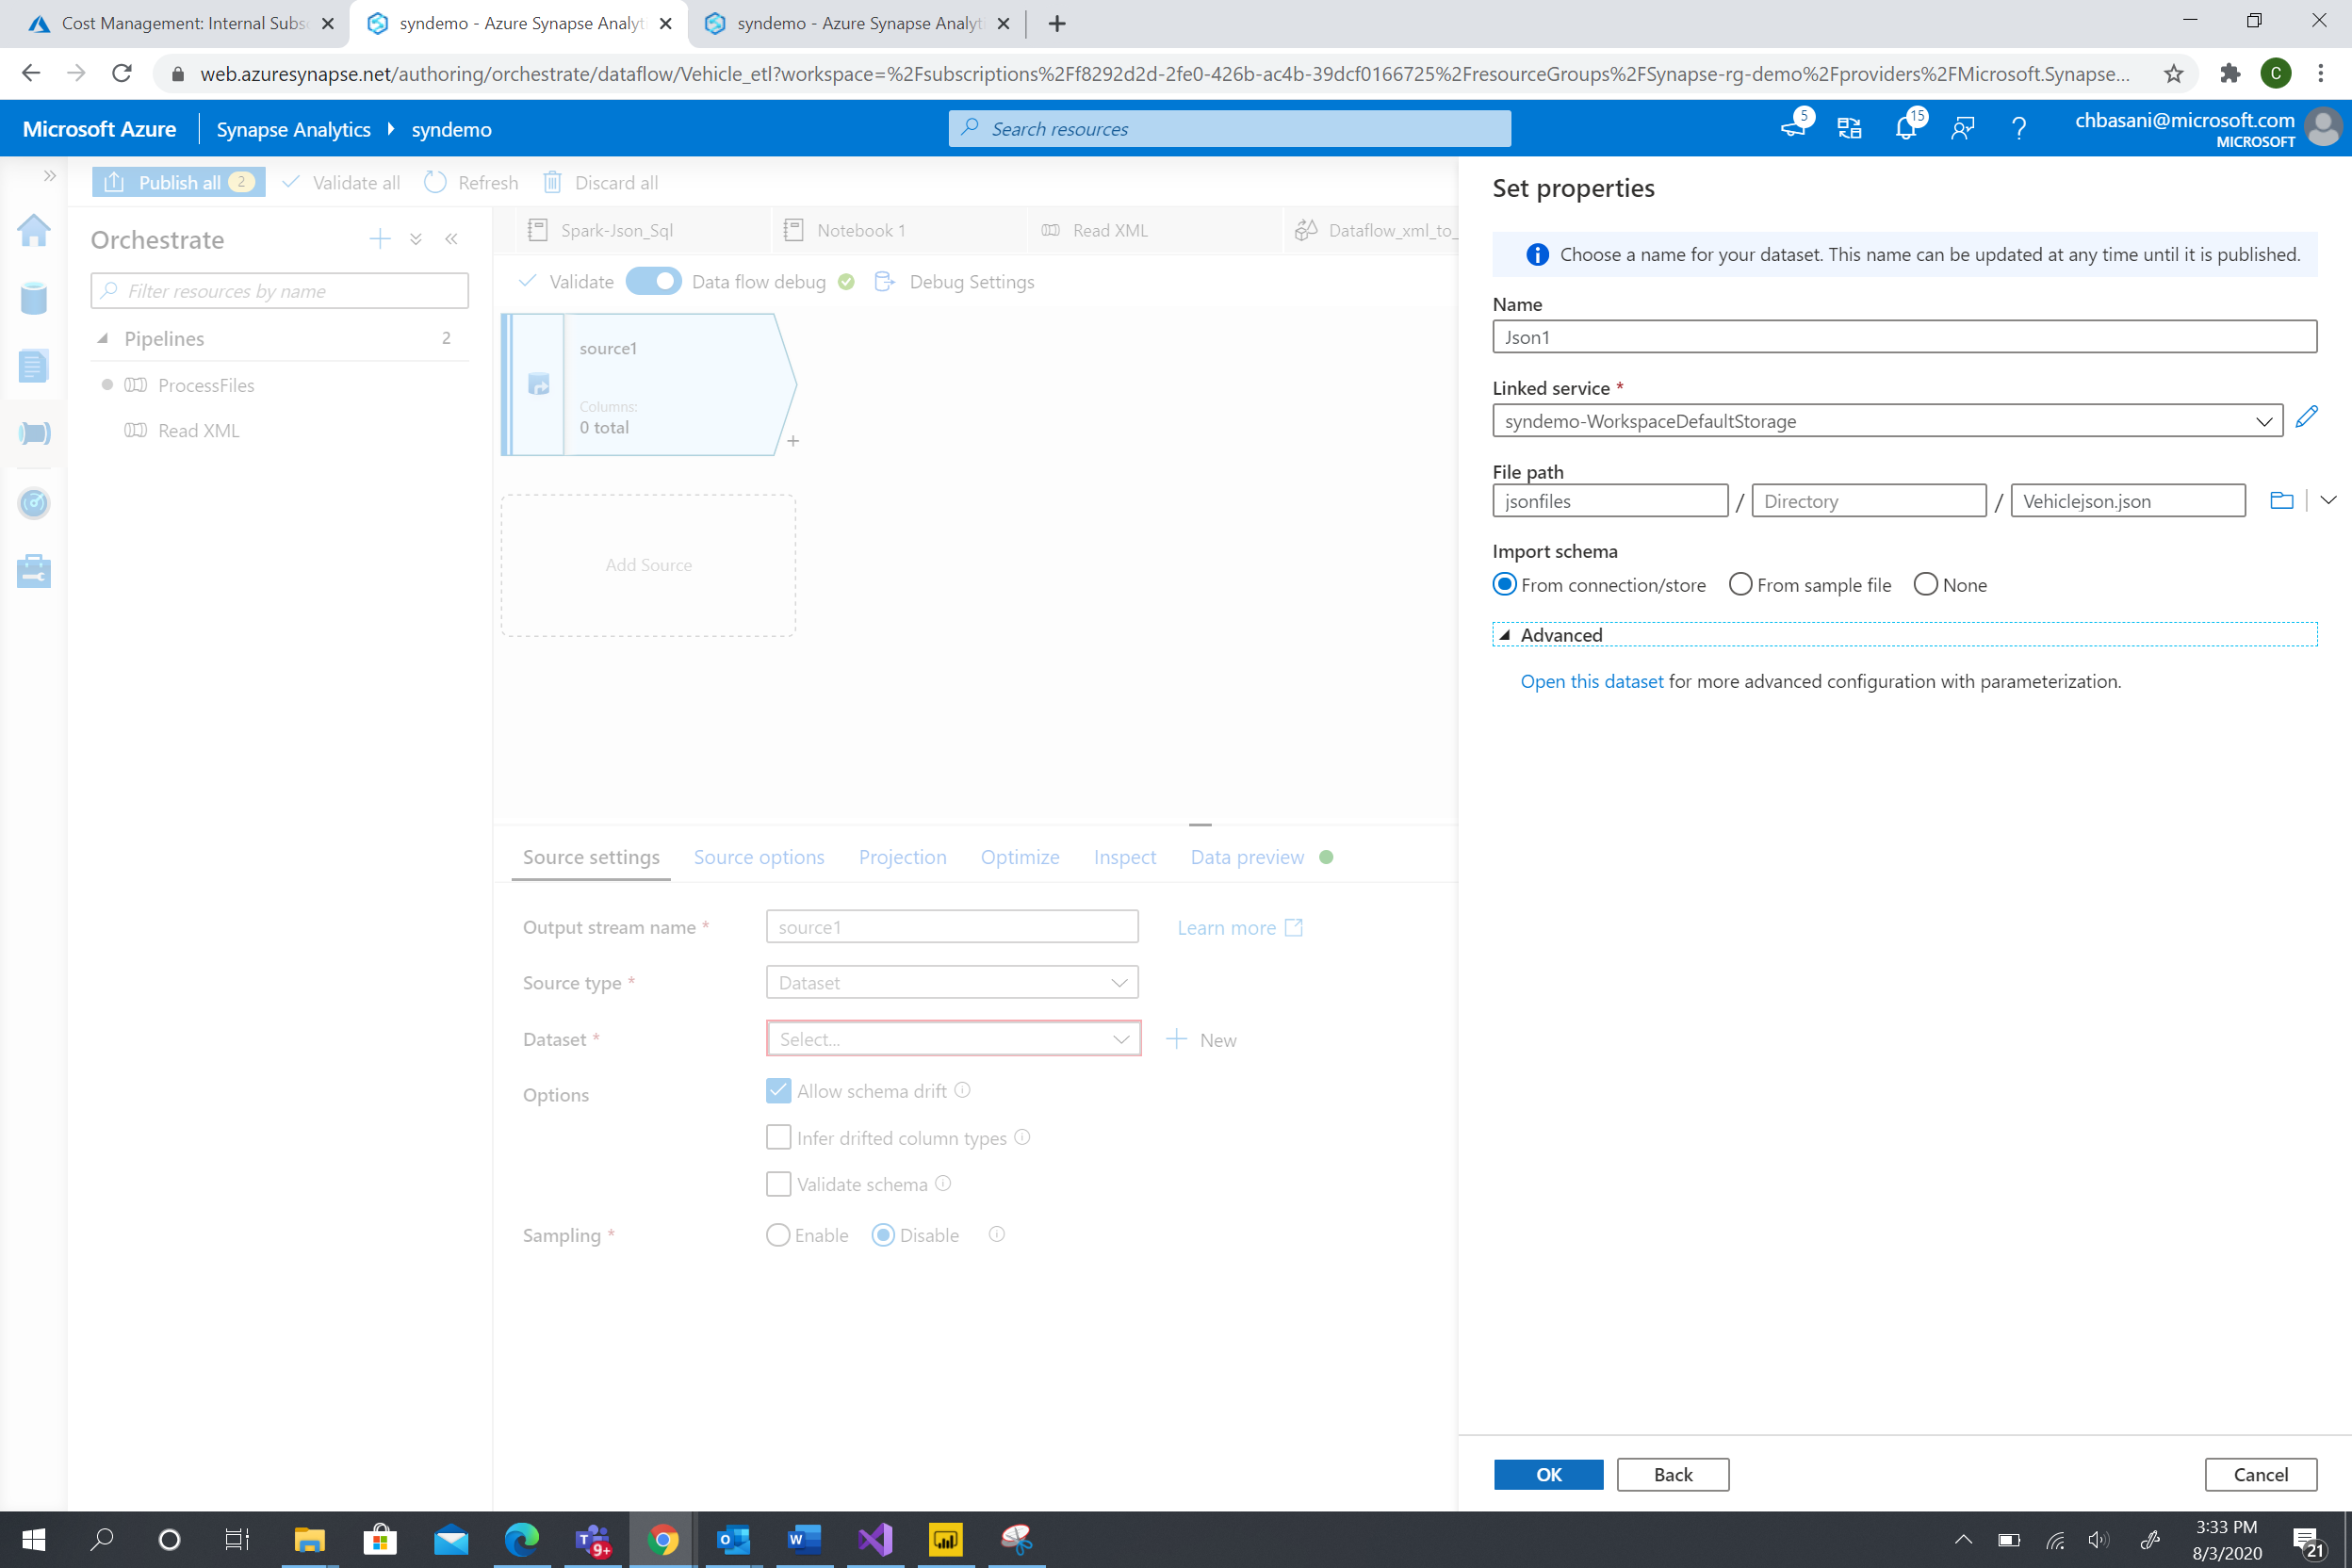 Cost Management: Internal Subs
syndemo - Azure Synapse Analyt
syndemo - Azure Synapse Analyt
web.azuresynapse.net/authoring/orchestrate/dataflow/Vehicle_etl?workspace=%2Fsubscriptions%2Ff8292d2d-2fe0-426b-ac4b-39dcf0166725%2FresourceGroups%2FSynapse-rg-demo%2Fproviders%2FMicrosoft.Synapse...
C
Microsoft Azure
Synapse Analytics
syndemo
Search resources
5
15
?
chbasani@microsoft.com
MICROSOFT
Publish all 2
Validate all
Refresh
Discard all
Orchestrate
Filter resources by name
Pipelines 2
ProcessFiles
Read XML
Spark-Json_Sql
Notebook 1
Read XML
Dataflow_xml_to_
Validate
Data flow debug
Debug Settings
source1
Columns:
0 total
+
Add Source
Source settings
Source options
Projection
Optimize
Inspect
Data preview
Output stream name *
source1
Learn more
Source type *
Dataset
Dataset *
Select...
New
Options
Allow schema drift
Infer drifted column types
Validate schema
Sampling *
Enable
Disable
Set properties
Choose a name for your dataset. This name can be updated at any time until it is published.
Name
Json1
Linked service *
syndemo-WorkspaceDefaultStorage
File path
jsonfiles / Directory / Vehiclejson.json
Import schema
From connection/store
From sample file
None
Advanced
Open this dataset for more advanced configuration with parameterization.
OK
Back
Cancel
9+
3:33 PM
8/3/2020
21